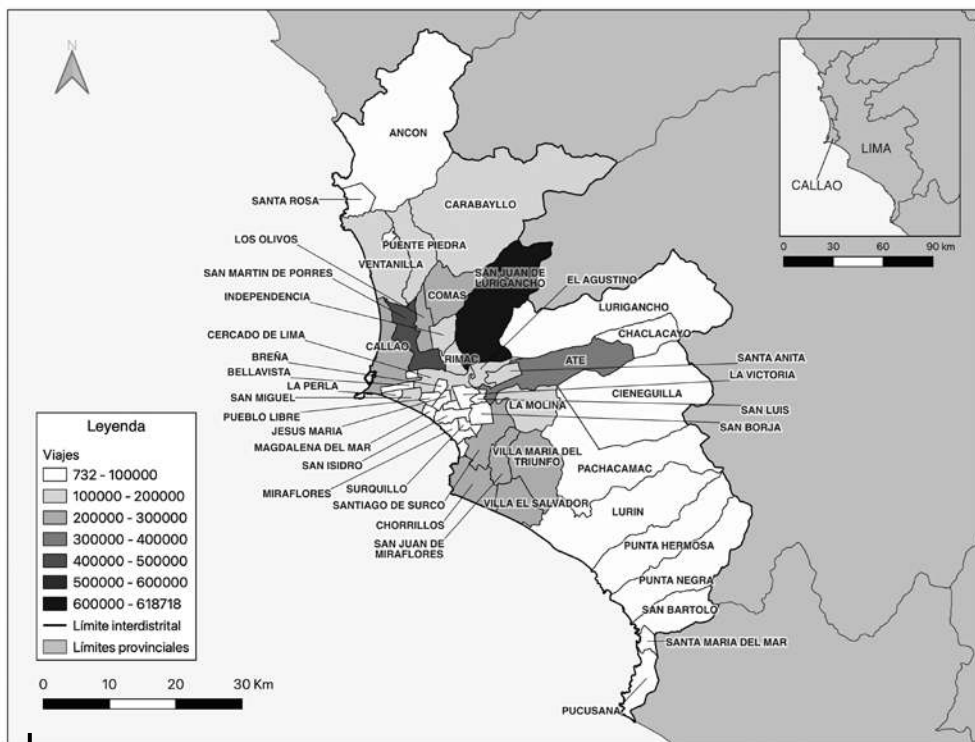 N
ANCON
SANTA ROSA
CARABAYLLO
LOS OLIVOS
PUENTE PIEDRA
VENTANILLA
SAN MARTIN DE PORRES
SAN JUAN DE
LURIGANCHO
EL AGUSTINO
INDEPENDENCIA
COMAS
LURIGANCHO
CERCADO DE LIMA
CALLAO
CHACLACAYO
BREÑA
RIMAC
ATE
SANTA ANITA
BELLAVISTA
LA VICTORIA
LA PERLA
CIENEGUILLA
SAN MIGUEL
LA MOLINA
SAN LUIS
PUEBLO LIBRE
SAN BORJA
JESUS MARIA
MAGDALENA DEL MAR
VILLA MARIA DEL
TRIUNFO
SAN ISIDRO
PACHACAMAC
MIRAFLORES
SURQUILLO
SANTIAGO DE SURCO
VILLA EL SALVADOR
LURIN
CHORRILLOS
SAN JUAN DE
MIRAFLORES
PUNTA HERMOSA
PUNTA NEGRA
SAN BARTOLO
SANTA MARIA DEL MAR
PUCUSANA
LIMA
CALLAO
0 30 60 90 km
Leyenda
Viajes
732 - 100000
100000 - 200000
200000 - 300000
300000 - 400000
400000 - 500000
500000 - 600000
600000 - 618718
Límite interdistrital
Límites provinciales
0 10 20 30 Km